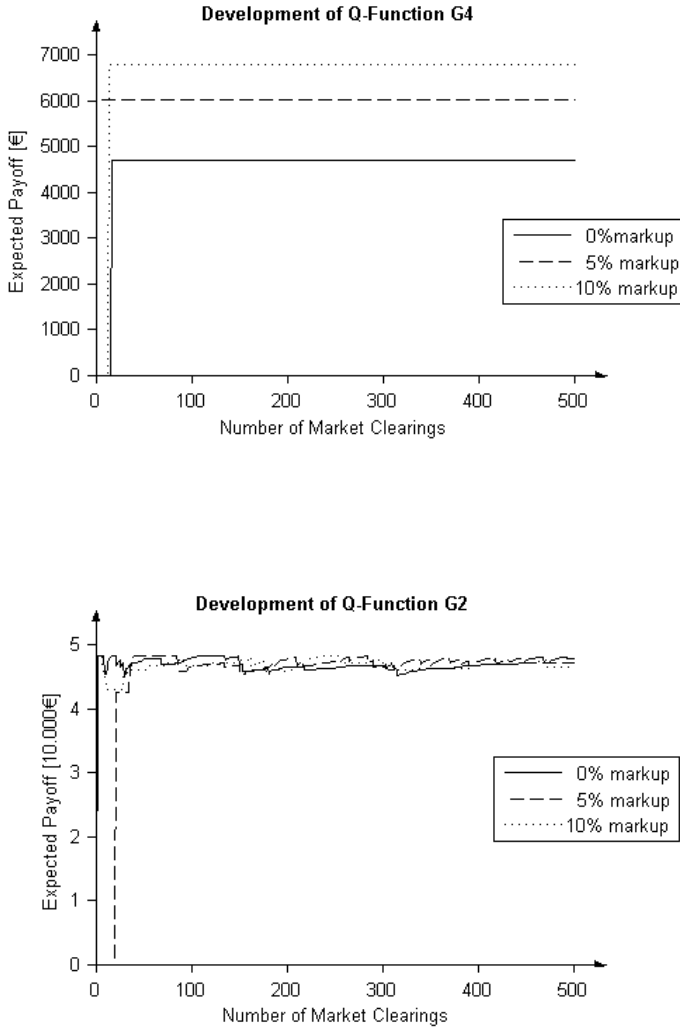 Development of Q-Function G4
Expected Payoff [€]
7000
6000
5000
4000
3000
2000
1000
0
0 100 200 300 400 500
Number of Market Clearings
0%markup
5% markup
10% markup
Development of Q-Function G2
Expected Payoff [10.000€]
5
4
3
2
1
0
0 100 200 300 400 500
Number of Market Clearings
0% markup
5% markup
10% markup